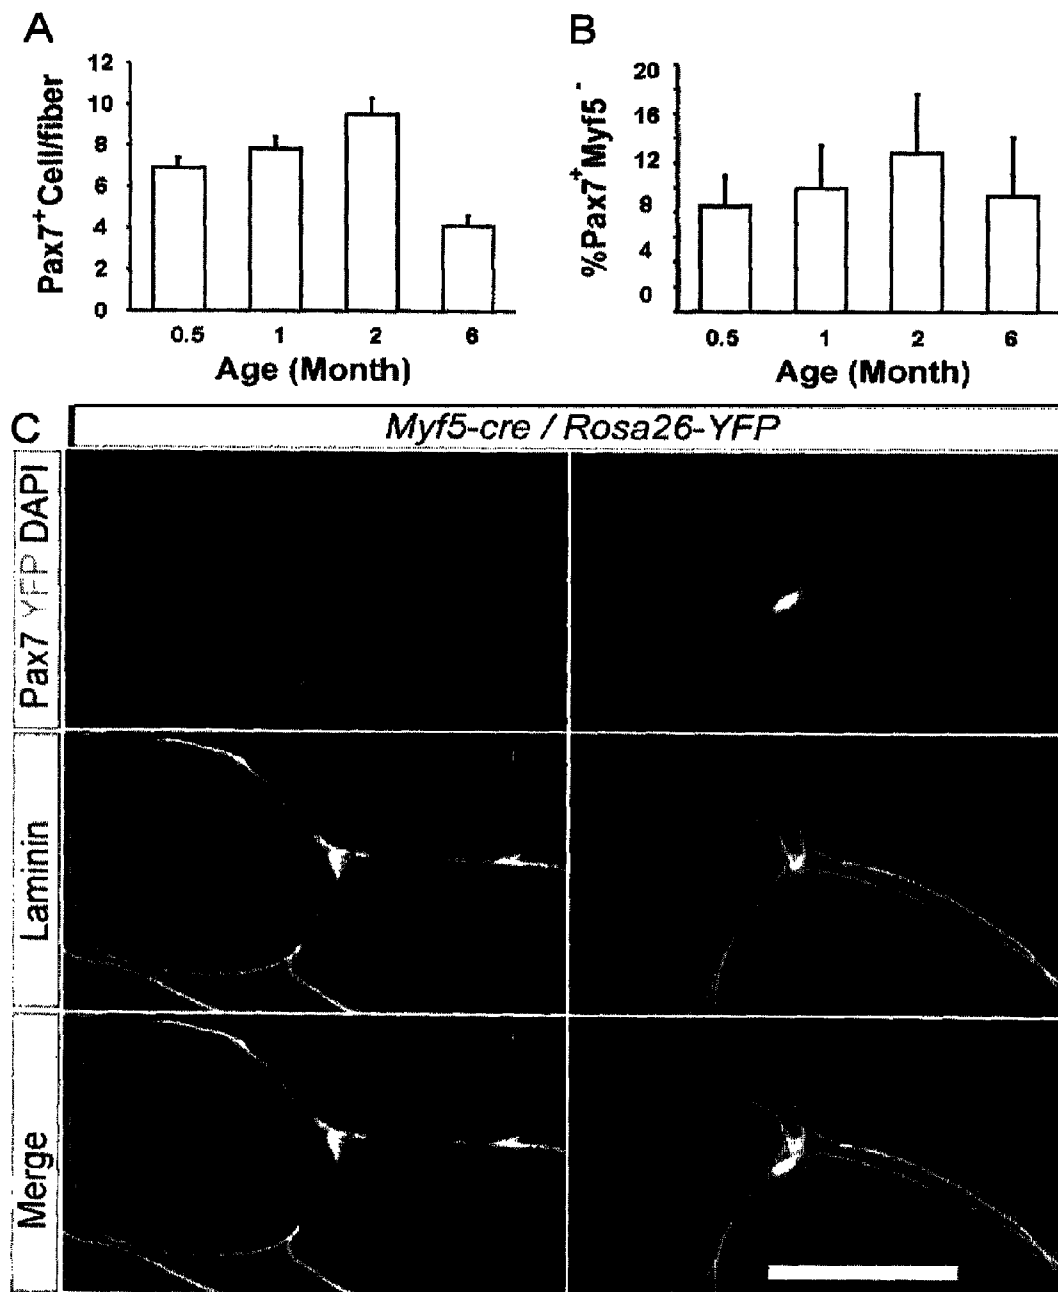 A
Pax7+Cell/fiber
12
10
8
6
4
2
0
0.5 1 2 6
Age (Month)
B
%Pax7+Myf5-
20
16
12
8
4
0
0.5 1 2 6
Age (Month)
C
Myf5-cre / Rosa26-YFP
Pax7 YFP DAPI
Laminin
Merge